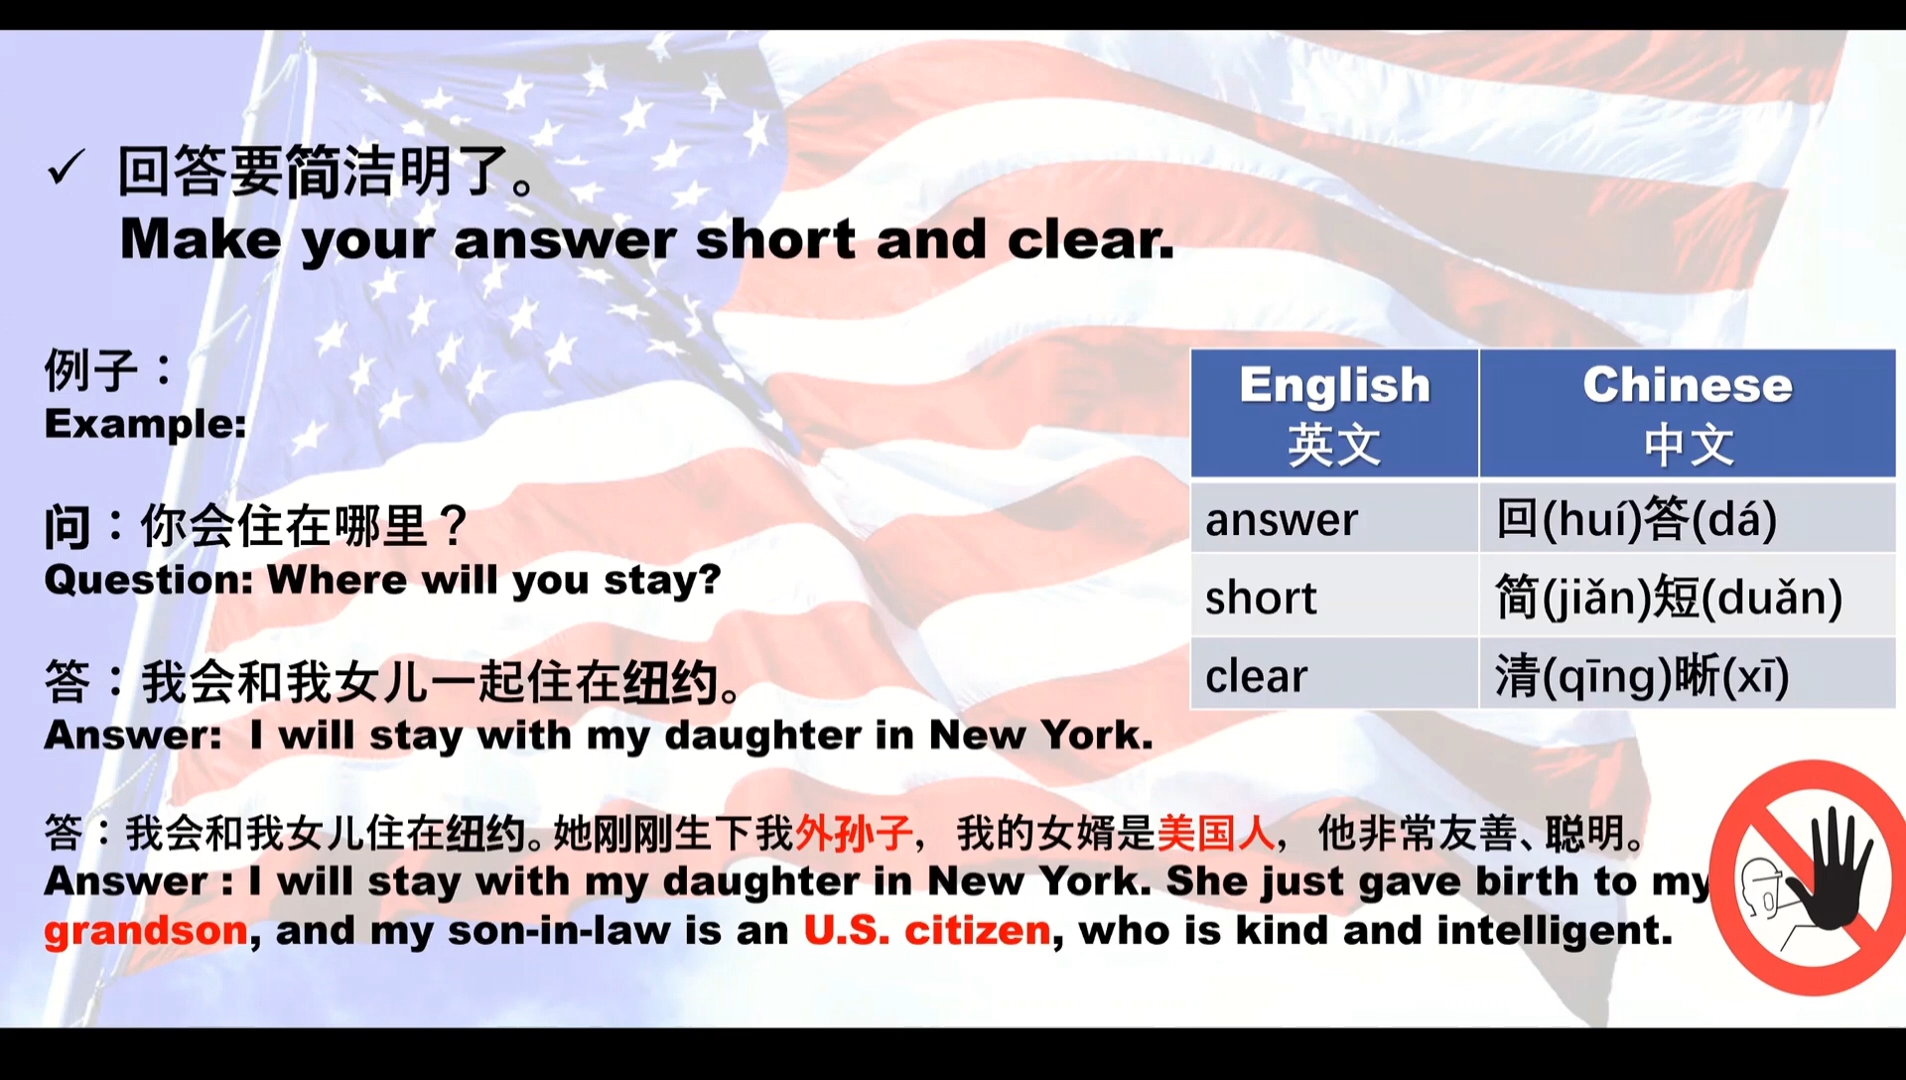 ✓ 回答要简洁明了。
Make your answer short and clear.
例子：
Example:
问：你会住在哪里？
Question: Where will you stay?
答：我会和我女儿一起住在纽约。
Answer: I will stay with my daughter in New York.
答：我会和我女儿住在纽约。她刚刚生下我外孙子，我的女婿是美国人，他非常友善、聪明。
Answer : I will stay with my daughter in New York. She just gave birth to my
grandson, and my son-in-law is an U.S. citizen, who is kind and intelligent.
English Chinese
英文 中文
answer 回(huí)答(dá)
short 简(jiǎn)短(duǎn)
clear 清(qīng)晰(xī)